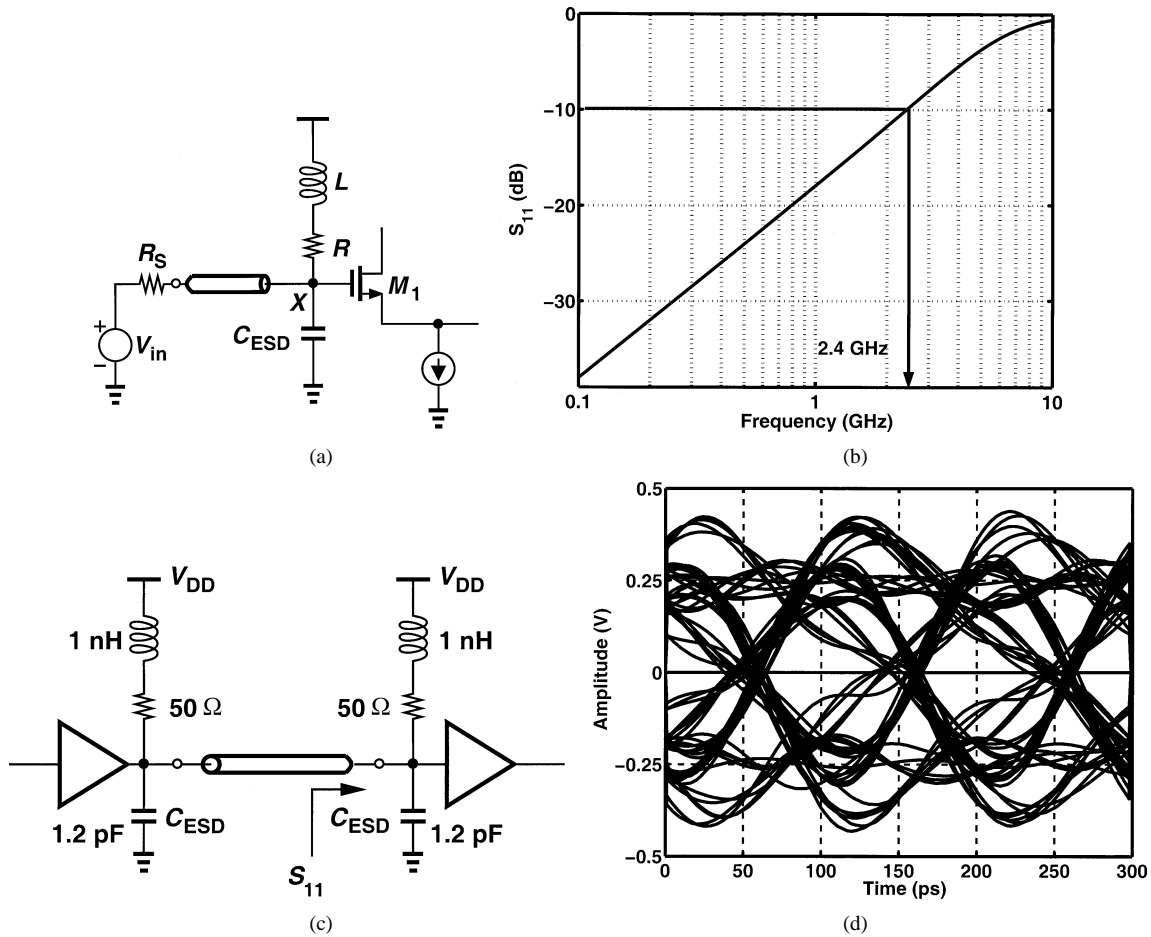 L
R
R_S
M_1
X
C_ESD
+
V_in
−
(a)
0
−10
−20
−30
S_11 (dB)
2.4 GHz
0.1
1
10
Frequency (GHz)
(b)
V_DD
V_DD
1 nH
1 nH
50 Ω
50 Ω
C_ESD
C_ESD
1.2 pF
1.2 pF
S_11
(c)
0.5
0.25
0
−0.25
−0.5
Amplitude (V)
0
50
100
150
200
250
300
Time (ps)
(d)